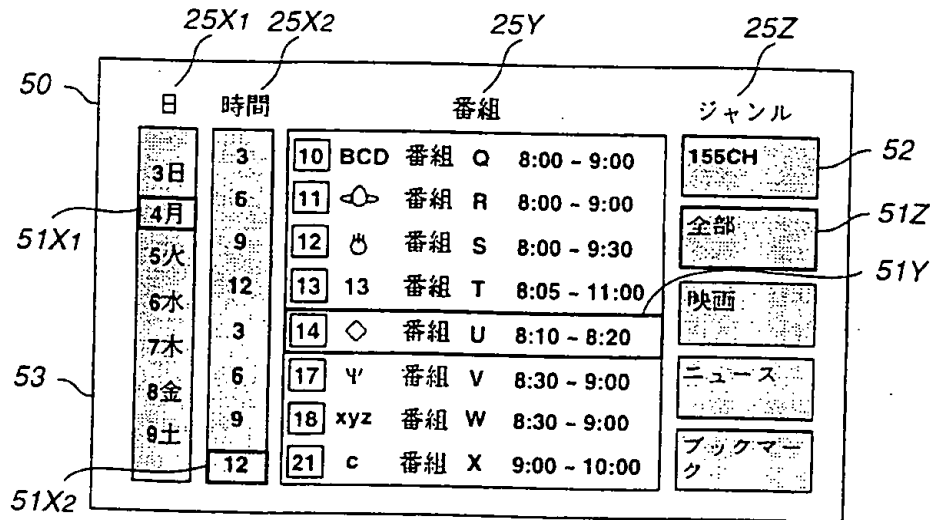 25X1 25X2 25Y 25Z
50
日 時間 番組 ジャンル
3日
4月
5火
6水
7木
8金
9土
3
6
9
12
3
6
9
12
10 BCD 番組 Q 8:00 ~ 9:00
11 番組 R 8:00 ~ 9:00
12 番組 S 8:00 ~ 9:30
13 13 番組 T 8:05 ~ 11:00
14 ◇ 番組 U 8:10 ~ 8:20
17 Ψ 番組 V 8:30 ~ 9:00
18 xyz 番組 W 8:30 ~ 9:00
21 c 番組 X 9:00 ~ 10:00
155CH
全部
映画
ニュース
ブックマー
ク
52
51Z
51Y
51X1
53
51X2